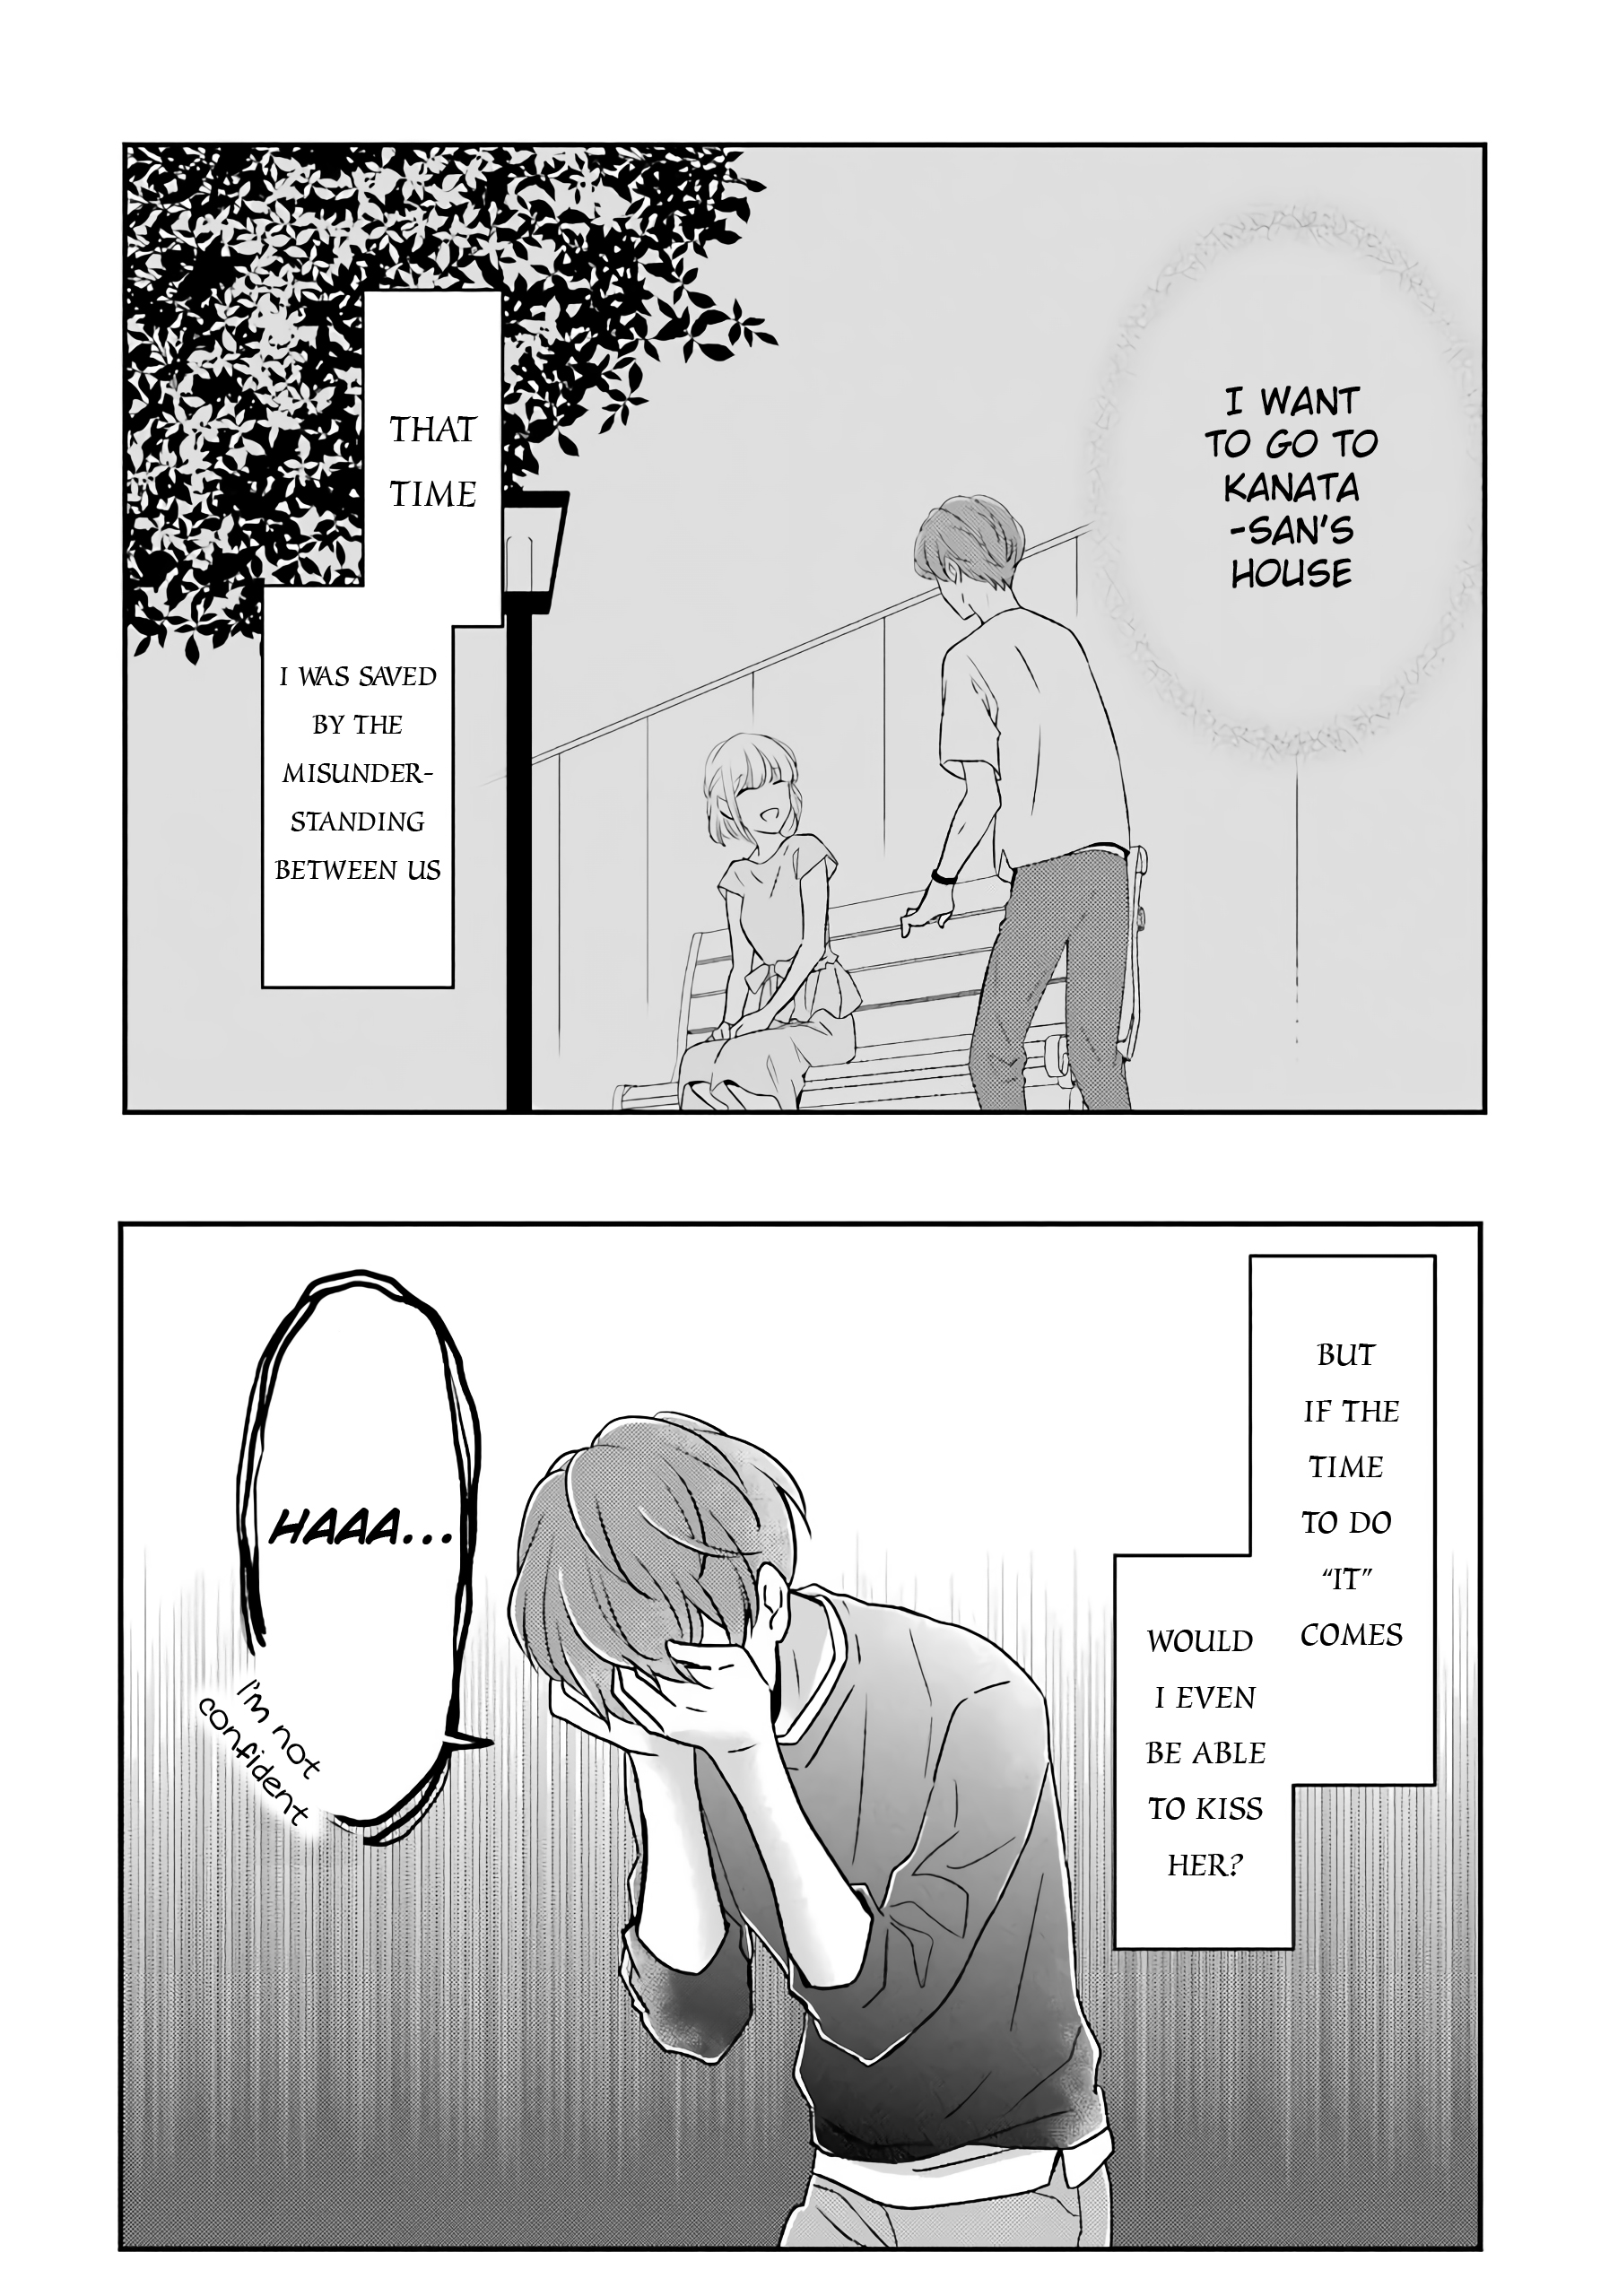 I WANT
TO GO TO
KANATA
-SAN'S
HOUSE
THAT
TIME
I WAS SAVED
BY THE
MISUNDER-
STANDING
BETWEEN US
BUT
IF THE
TIME
TO DO
“IT”
COMES
WOULD
I EVEN
BE ABLE
TO KISS
HER?
HAAA...
I'm not
confident